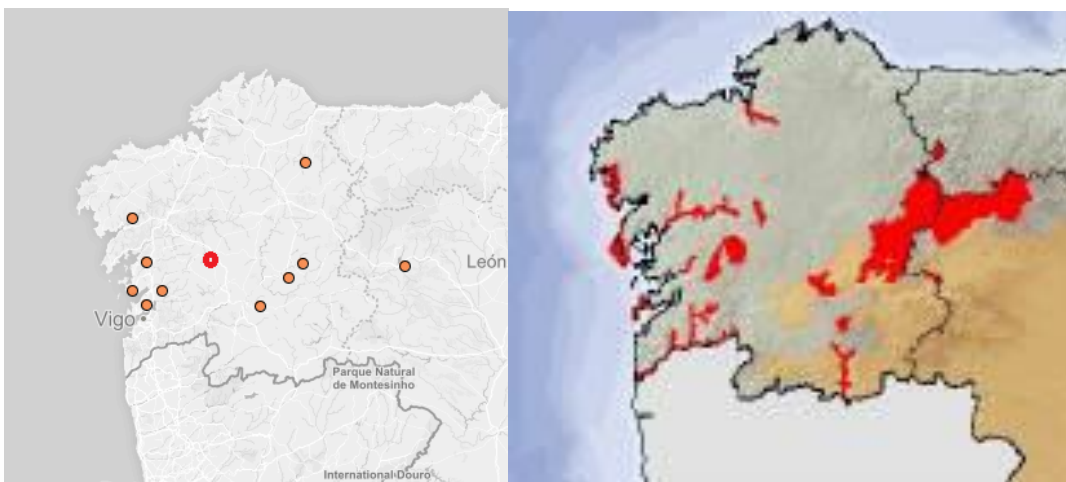 León
Vigo
Parque Natural
de Montesinho
International Douro